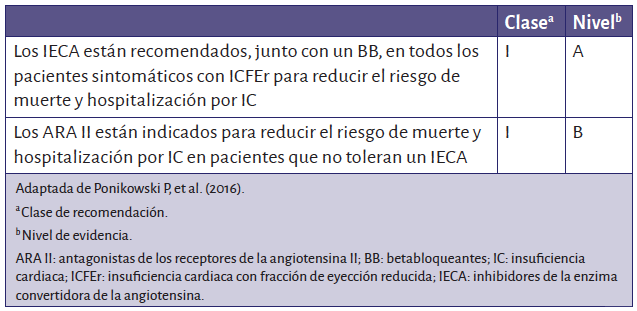 Claseª Nivelᵇ
Los IECA están recomendados, junto con un BB, en todos los I A
pacientes sintomáticos con ICFEr para reducir el riesgo de
muerte y hospitalización por IC
Los ARA II están indicados para reducir el riesgo de muerte y I B
hospitalización por IC en pacientes que no toleran un IECA
Adaptada de Ponikowski P, et al. (2016).
ªClase de recomendación.
ᵇNivel de evidencia.
ARA II: antagonistas de los receptores de la angiotensina II; BB: betabloqueantes; IC: insuficiencia
cardiaca; ICFEr: insuficiencia cardiaca con fracción de eyección reducida; IECA: inhibidores de la enzima
convertidora de la angiotensina.